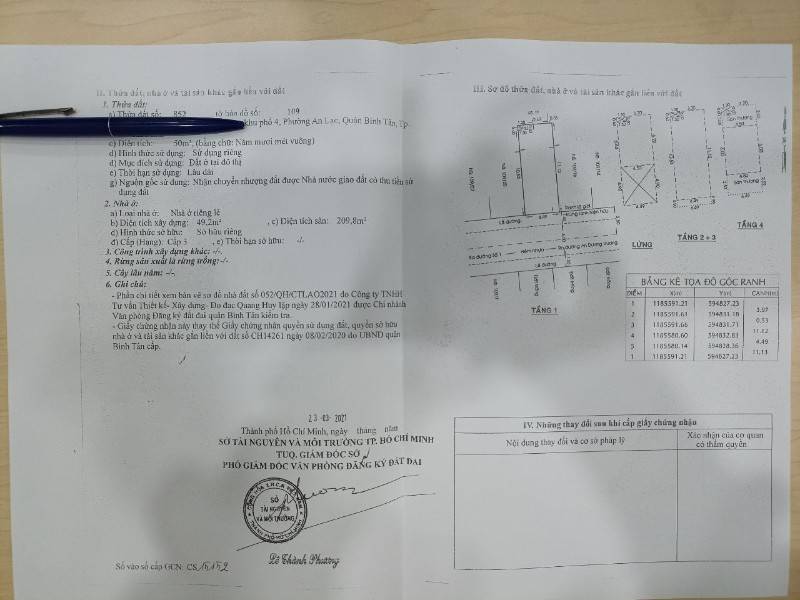 II. Thửa đất, nhà ở và tài sản khác gắn liền với đất
1. Thửa đất:
a) Thửa đất số: 852 tờ bản đồ số: 109
khu phố 4, Phường An Lạc, Quận Bình Tân, Tp.
c) Diện tích: 50m², (bằng chữ: Năm mươi mét vuông)
d) Hình thức sử dụng: Sử dụng riêng
đ) Mục đích sử dụng: Đất ở tại đô thị
e) Thời hạn sử dụng: Lâu dài
g) Nguồn gốc sử dụng: Nhận chuyển nhượng đất được Nhà nước giao đất có thu tiền sử
dụng đất
2. Nhà ở:
a) Loại nhà ở: Nhà ở riêng lẻ
b) Diện tích xây dựng: 49,2m² , c) Diện tích sàn: 209,8m²
d) Hình thức sở hữu: Sở hữu riêng
đ) Cấp (Hạng): Cấp 3 , e) Thời hạn sở hữu: -/-
3. Công trình xây dựng khác: -/-.
4. Rừng sản xuất là rừng trồng: -/-
5. Cây lâu năm: -/-.
6. Ghi chú:
- Phần chi tiết xem bản vẽ sơ đồ nhà đất số 052/QH/CTLAO2021 do Công ty TNHH
Tư vấn Thiết kế- Xây dựng- Đo đạc Quang Huy lập ngày 28/01/2021 được Chi nhánh
Văn phòng Đăng ký đất đai quận Bình Tân kiểm tra.
- Giấy chứng nhận này thay thế Giấy chứng nhận quyền sử dụng đất, quyền sở hữu
nhà ở và tài sản khác gắn liền với đất số CH14261 ngày 08/02/2020 do UBND quận
Bình Tân cấp.
23-03-2021
Thành phố Hồ Chí Minh, ngày tháng năm
SỞ TÀI NGUYÊN VÀ MÔI TRƯỜNG TP. HỒ CHÍ MINH
TUQ. GIÁM ĐỐC SỞ
PHÓ GIÁM ĐỐC VĂN PHÒNG ĐĂNG KÝ ĐẤT ĐAI
SỞ
TÀI NGUYÊN
VÀ MÔI TRƯỜNG
Lê Thành Phương
Số vào sổ cấp GCN: CS
III. Sơ đồ thửa đất, nhà ở và tài sản khác gắn liền với đất
Lề đường
Lề đường
TẦNG 1
LỬNG
TẦNG 2 + 3
TẦNG 4
Sân thượng
Sân thượng
BẢNG KÊ TỌA ĐỘ GÓC RANH
ĐIỂM X(m) Y(m) CẠNH(m)
1 1185591.21 594827.23
3.97
2 1185591.61 594831.18
0.53
3 1185591.66 594831.71
11.12
4 1185580.60 594832.83
4.49
5 1185580.14 594828.36
11.13
1 1185591.21 594827.23
IV. Những thay đổi sau khi cấp giấy chứng nhận
Nội dung thay đổi và cơ sở pháp lý
Xác nhận của cơ quan
có thẩm quyền